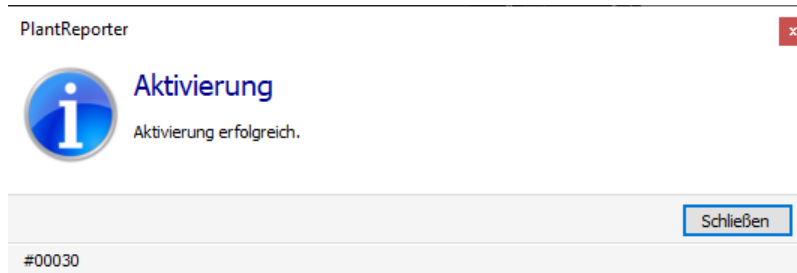 PlantReporter
x
Aktivierung
Aktivierung erfolgreich.
Schließen
#00030